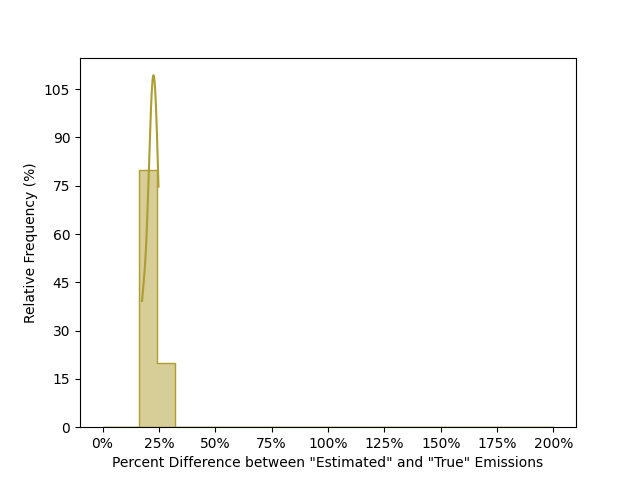 105
90
75
60
45
30
15
0
Relative Frequency (%)
0% 25% 50% 75% 100% 125% 150% 175% 200%
Percent Difference between "Estimated" and "True" Emissions